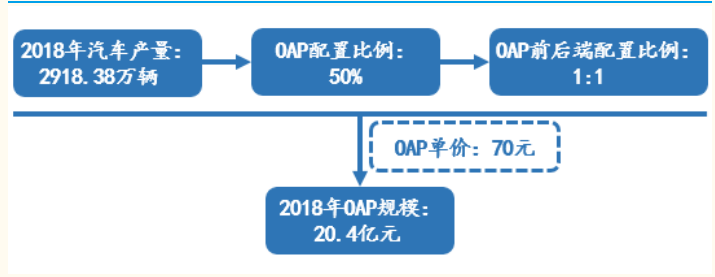 2018年汽车产量：
2918.38万辆
OAP配置比例：
50%
OAP前后端配置比例：
1:1
OAP单价：70元
2018年OAP规模：
20.4亿元